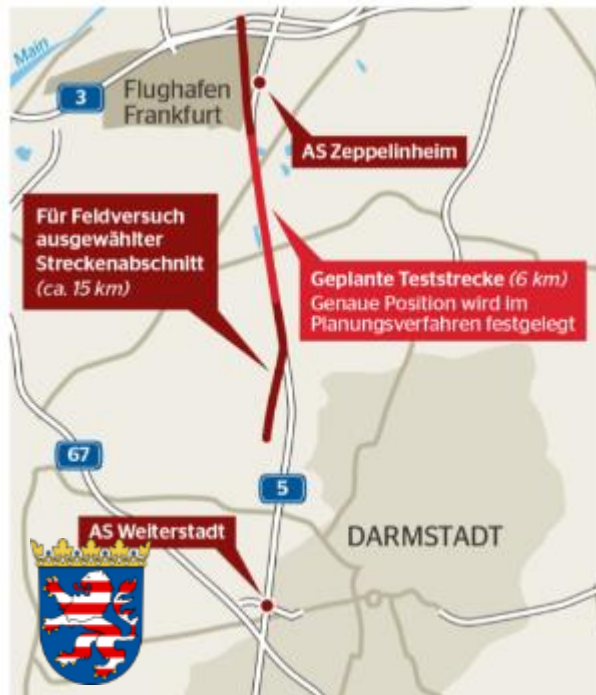 Main
3
Flughafen
Frankfurt
AS Zeppelinheim
Für Feldversuch
ausgewählter
Streckenabschnitt
(ca. 15 km)
Geplante Teststrecke (6 km)
Genaue Position wird im
Planungsverfahren festgelegt
67
5
AS Weiterstadt
DARMSTADT